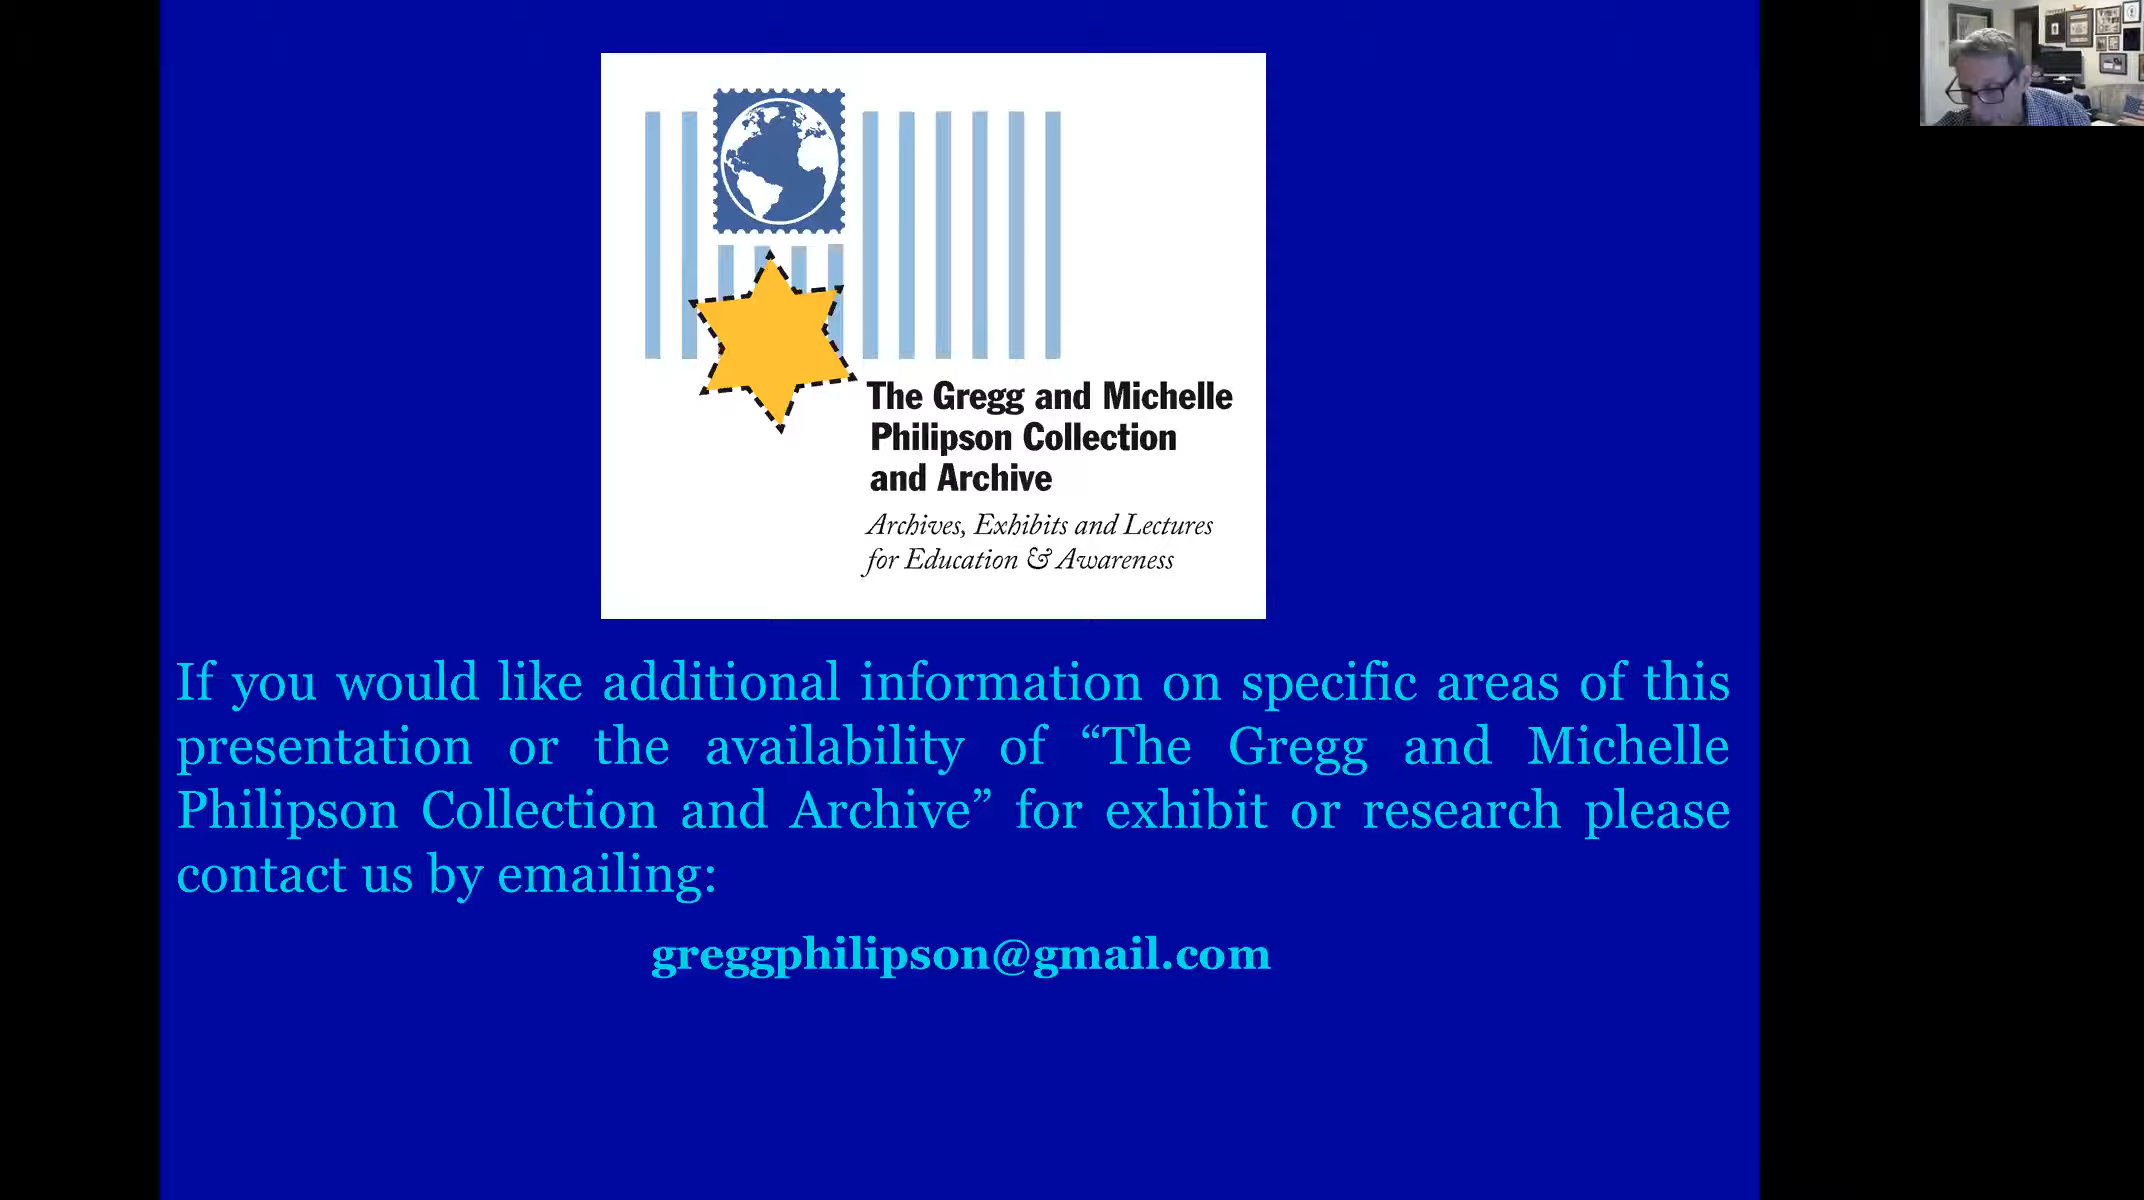 The Gregg and Michelle
Philipson Collection
and Archive
Archives, Exhibits and Lectures
for Education & Awareness
If you would like additional information on specific areas of this
presentation or the availability of “The Gregg and Michelle
Philipson Collection and Archive” for exhibit or research please
contact us by emailing:
greggphilipson@gmail.com